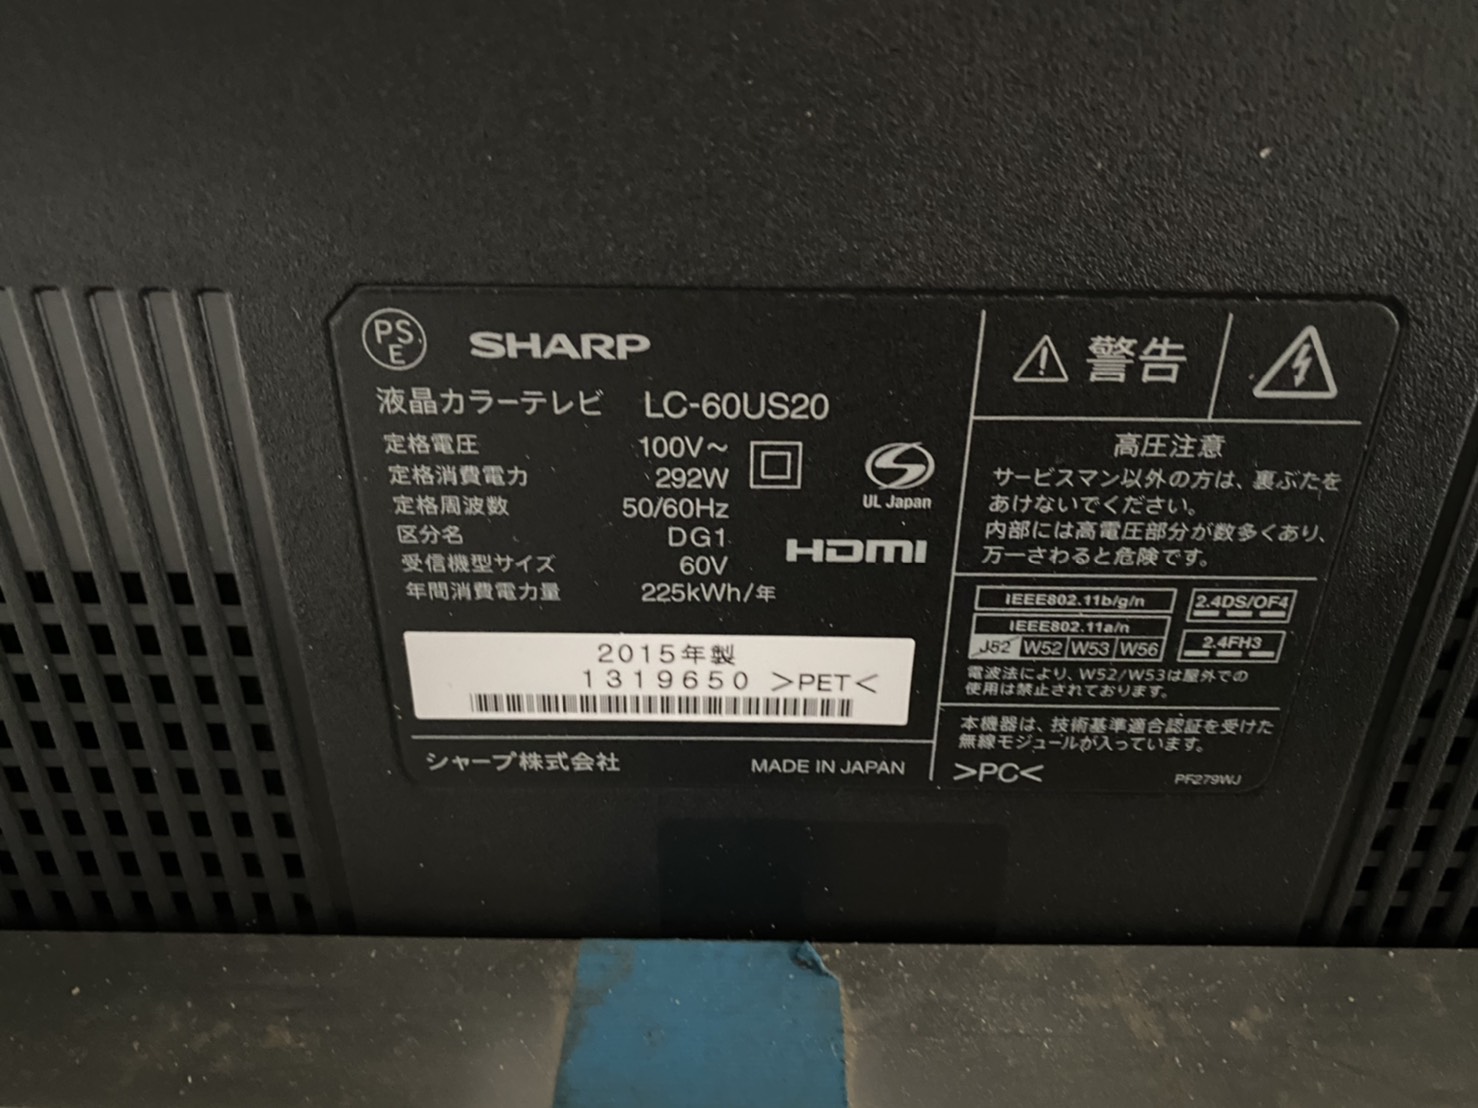 PS
E
SHARP
液晶カラーテレビ LC-60US20
定格電圧 100V～
定格消費電力 292W
定格周波数 50/60Hz
区分名 DG1
受信機型サイズ 60V
年間消費電力量 225kWh/年
UL Japan
HDMI
2015年製
1319650 >PET<
シャープ株式会社 MADE IN JAPAN
警告
高圧注意
サービスマン以外の方は、裏ぶたを
あけないでください。
内部には高電圧部分が数多くあり、
万一さわると危険です。
IEEE802.11b/g/n 2.4DS/OF4
IEEE802.11a/n
J52 W52 W53 W56 2.4FH3
電波法により、W52/W53は屋外での
使用は禁止されております。
本機器は、技術基準適合認証を受けた
無線モジュールが入っています。
>PC< PF279WJ